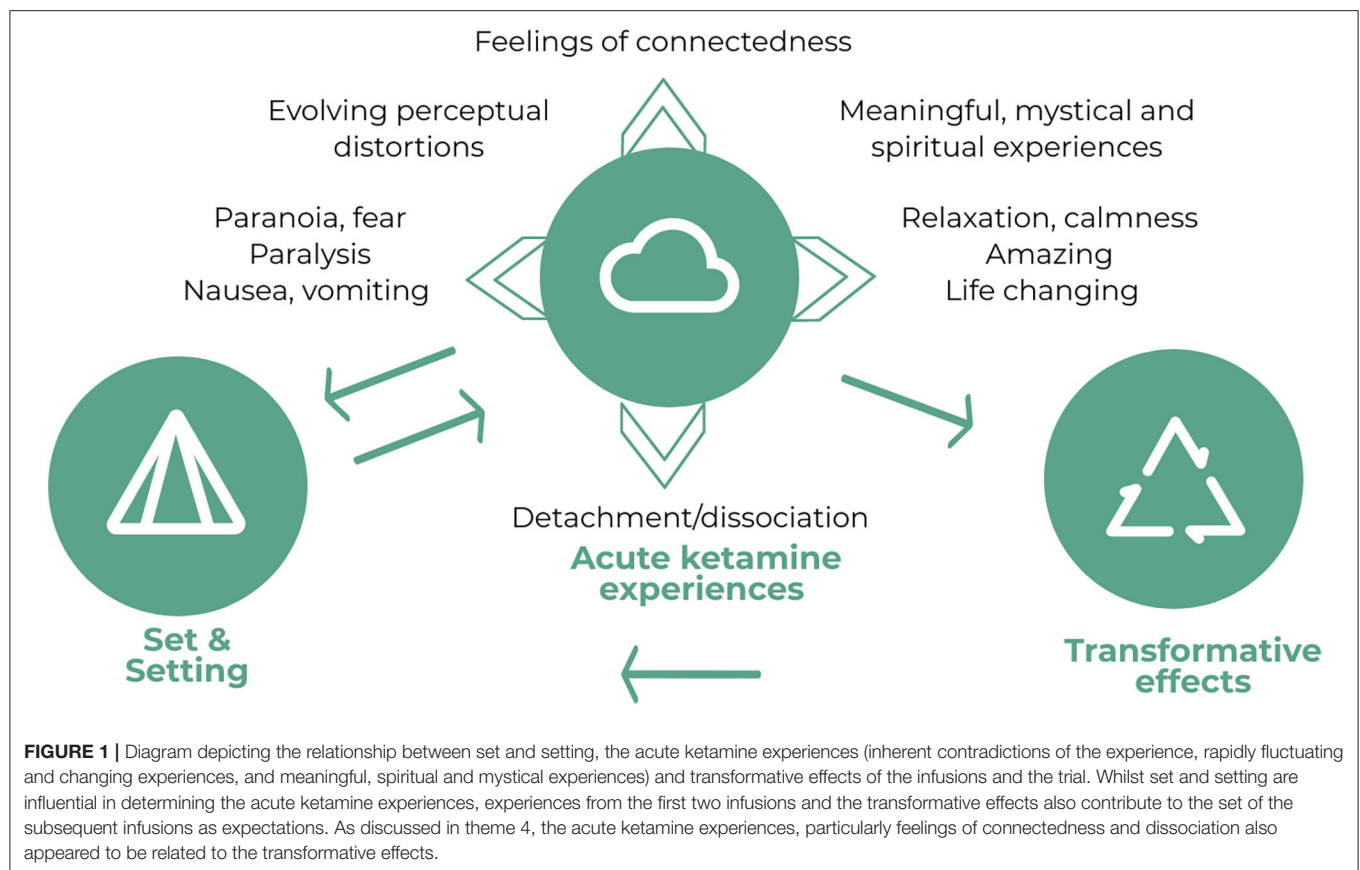 Feelings of connectedness
Evolving perceptual
distortions
Meaningful, mystical and
spiritual experiences
Paranoia, fear
Paralysis
Nausea, vomiting
Relaxation, calmness
Amazing
Life changing
Detachment/dissociation
Acute ketamine
experiences
Set &
Setting
Transformative
effects
FIGURE 1 | Diagram depicting the relationship between set and setting, the acute ketamine experiences (inherent contradictions of the experience, rapidly fluctuating
and changing experiences, and meaningful, spiritual and mystical experiences) and transformative effects of the infusions and the trial. Whilst set and setting are
influential in determining the acute ketamine experiences, experiences from the first two infusions and the transformative effects also contribute to the set of the
subsequent infusions as expectations. As discussed in theme 4, the acute ketamine experiences, particularly feelings of connectedness and dissociation also
appeared to be related to the transformative effects.